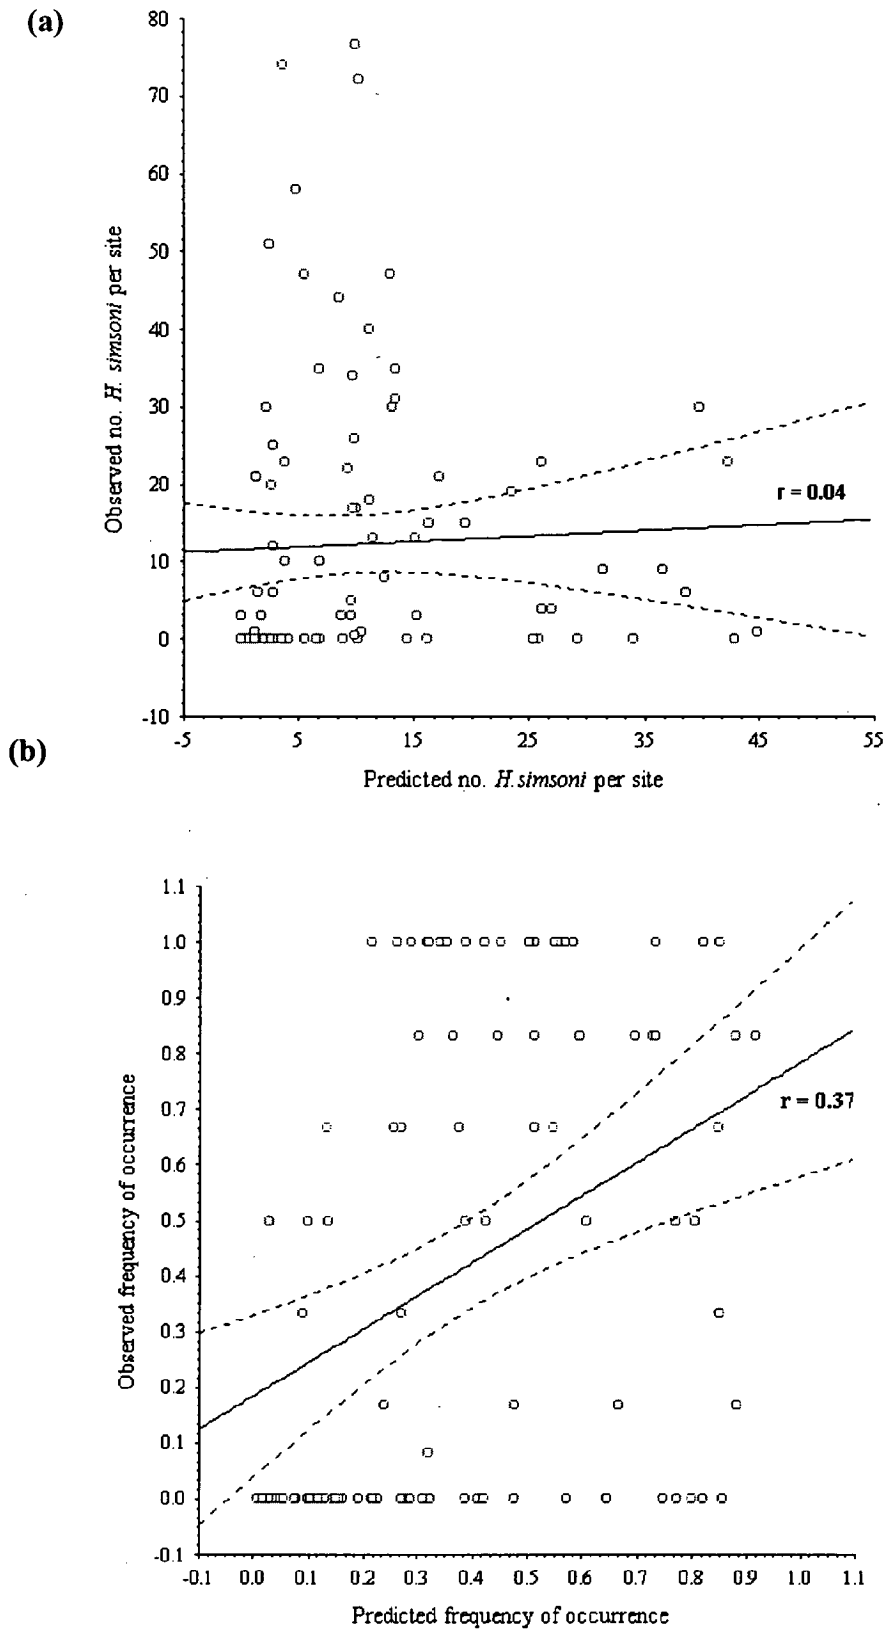 (a)
80
70
60
50
40
30
20
10
0
-10
Observed no. H. simsoni per site
r = 0.04
-5 5 15 25 35 45 55
Predicted no. H.simsoni per site
(b)
1.1
1.0
0.9
0.8
0.7
0.6
0.5
0.4
0.3
0.2
0.1
0.0
-0.1
Observed frequency of occurrence
r = 0.37
-0.1 0.0 0.1 0.2 0.3 0.4 0.5 0.6 0.7 0.8 0.9 1.0 1.1
Predicted frequency of occurrence